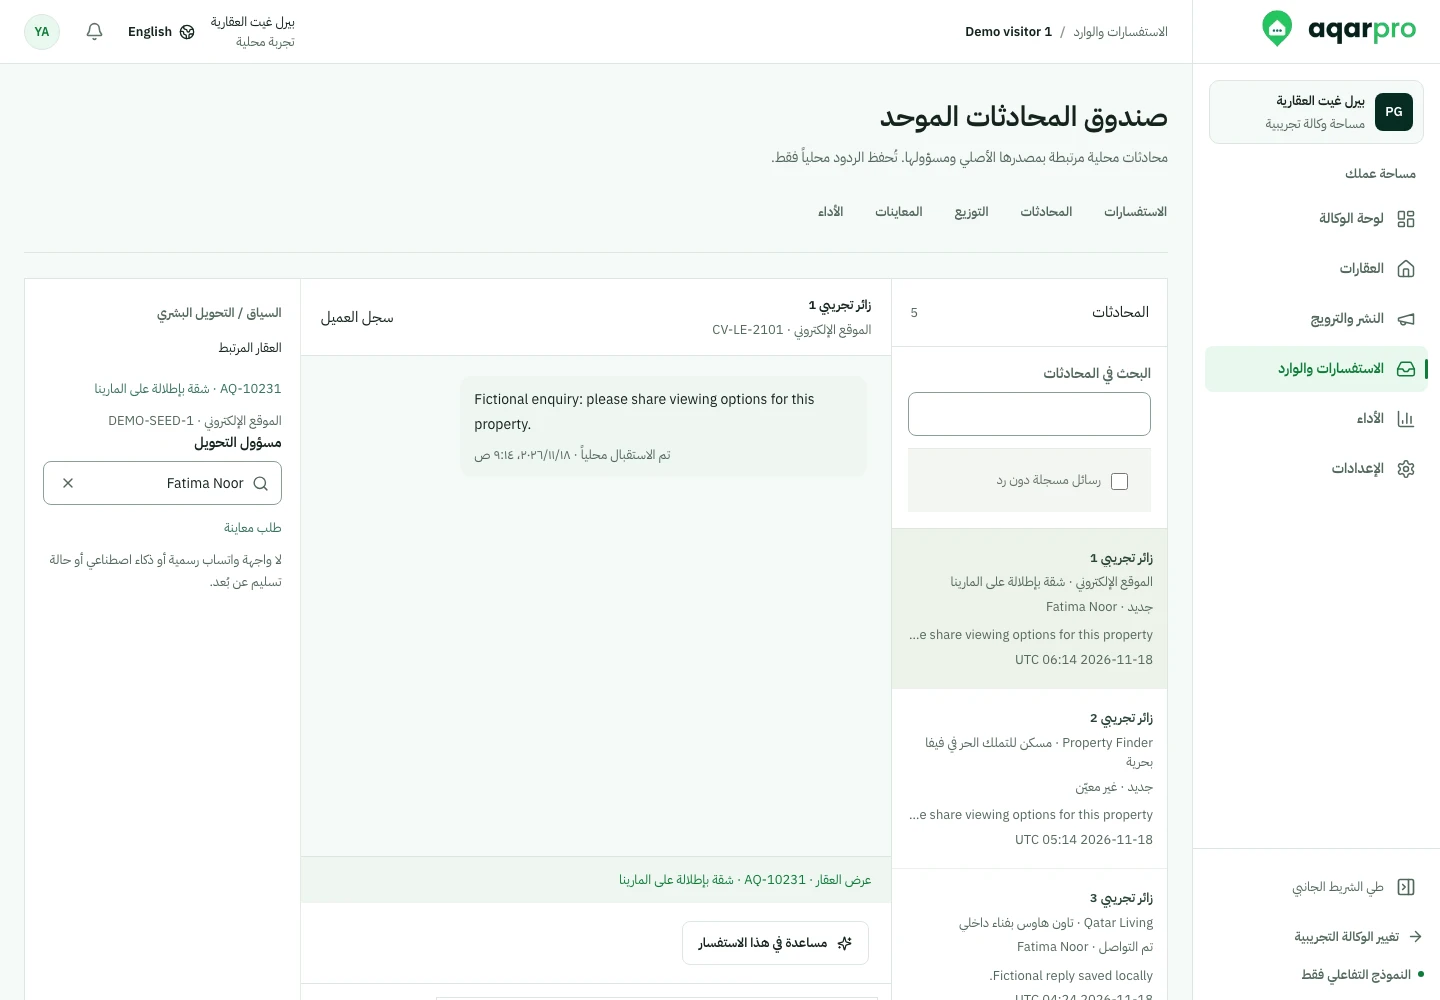 aqarpro
PG
بيرل غيت العقارية
مساحة وكالة تجريبية
مساحة عملك
لوحة الوكالة
العقارات
النشر والترويج
الاستفسارات والوارد
الأداء
الإعدادات
طي الشريط الجانبي
تغيير الوكالة التجريبية
النموذج التفاعلي فقط
الاستفسارات والوارد / Demo visitor 1
بيرل غيت العقارية
تجربة محلية
English
YA
صندوق المحادثات الموحد
محادثات محلية مرتبطة بمصدرها الأصلي ومسؤولها. تُحفظ الردود محلياً فقط.
الاستفسارات
المحادثات
التوزيع
المعاينات
الأداء
المحادثات
5
البحث في المحادثات
رسائل مسجلة دون رد
زائر تجريبي 1
الموقع الإلكتروني · شقة بإطلالة على المارينا
جديد · Fatima Noor
...e share viewing options for this property
UTC 06:14 2026-11-18
زائر تجريبي 2
Property Finder · مسكن للتملك الحر في فيفا
بحرية
جديد · غير معيّن
...e share viewing options for this property
UTC 05:14 2026-11-18
زائر تجريبي 3
Qatar Living · تاون هاوس بفناء داخلي
تم التواصل · Fatima Noor
.Fictional reply saved locally
UTC 04:24 2026-11-18
زائر تجريبي 1
الموقع الإلكتروني · CV-LE-2101
سجل العميل
Fictional enquiry: please share viewing options for this
property.
تم الاستقبال محلياً · ١٨‏/١١‏/٢٠٢٦، ٩:١٤ ص
عرض العقار · AQ-10231 · شقة بإطلالة على المارينا
مساعدة في هذا الاستفسار
السياق / التحويل البشري
العقار المرتبط
AQ-10231 · شقة بإطلالة على المارينا
الموقع الإلكتروني · DEMO-SEED-1
مسؤول التحويل
Fatima Noor
طلب معاينة
لا واجهة واتساب رسمية أو ذكاء اصطناعي أو حالة
تسليم عن بُعد.